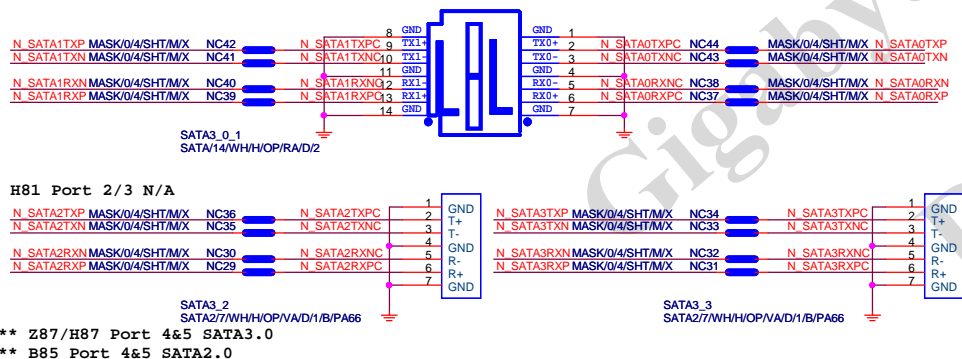 8 GND GND 1
N_SATA1TXP MASK/0/4/SHT/M/X NC42 N_SATA1TXPC 9 TX1+ TX0+ 2 N_SATA0TXPC NC44 MASK/0/4/SHT/M/X N_SATA0TXP
N_SATA1TXN MASK/0/4/SHT/M/X NC41 N_SATA1TXNC 10 TX1- TX0- 3 N_SATA0TXNC NC43 MASK/0/4/SHT/M/X N_SATA0TXN
11 GND GND 4
N_SATA1RXN MASK/0/4/SHT/M/X NC40 N_SATA1RXNC 12 RX1- RX0- 5 N_SATA0RXNC NC38 MASK/0/4/SHT/M/X N_SATA0RXN
N_SATA1RXP MASK/0/4/SHT/M/X NC39 N_SATA1RXPC 13 RX1+ RX0+ 6 N_SATA0RXPC NC37 MASK/0/4/SHT/M/X N_SATA0RXP
14 GND GND 7
SATA3_0_1
SATA/14/WH/H/OP/RA/D/2
H81 Port 2/3 N/A
1 GND
N_SATA2TXP MASK/0/4/SHT/M/X NC36 N_SATA2TXPC 2 T+
N_SATA2TXN MASK/0/4/SHT/M/X NC35 N_SATA2TXNC 3 T-
4 GND
N_SATA2RXN MASK/0/4/SHT/M/X NC30 N_SATA2RXNC 5 R-
N_SATA2RXP MASK/0/4/SHT/M/X NC29 N_SATA2RXPC 6 R+
7 GND
SATA3_2
SATA2/7/WH/H/OP/VA/D/1/B/PA66
1 GND
N_SATA3TXP MASK/0/4/SHT/M/X NC34 N_SATA3TXPC 2 T+
N_SATA3TXN MASK/0/4/SHT/M/X NC33 N_SATA3TXNC 3 T-
4 GND
N_SATA3RXN MASK/0/4/SHT/M/X NC32 N_SATA3RXNC 5 R-
N_SATA3RXP MASK/0/4/SHT/M/X NC31 N_SATA3RXPC 6 R+
7 GND
SATA3_3
SATA2/7/WH/H/OP/VA/D/1/B/PA66
** Z87/H87 Port 4&5 SATA3.0
** B85 Port 4&5 SATA2.0
Gigaby